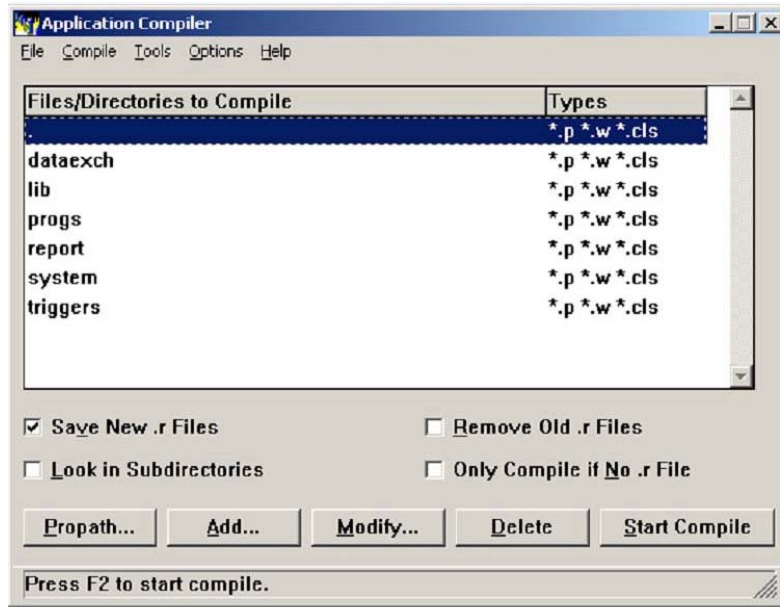 Application Compiler
File Compile Tools Options Help
Files/Directories to Compile Types
. *.p *.w *.cls
dataexch *.p *.w *.cls
lib *.p *.w *.cls
progs *.p *.w *.cls
report *.p *.w *.cls
system *.p *.w *.cls
triggers *.p *.w *.cls
Save New .r Files Remove Old .r Files
Look in Subdirectories Only Compile if No .r File
Propath... Add... Modify... Delete Start Compile
Press F2 to start compile.